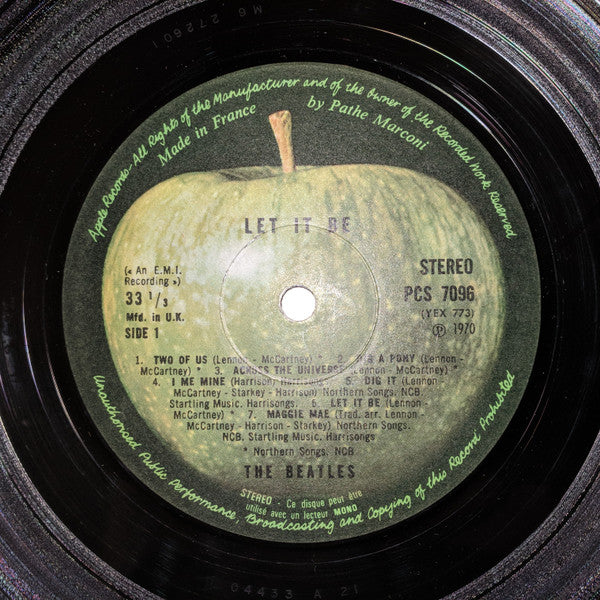 MG 27260
Apple Records-All Rights of the Manufacturer and of the Owner of the Recorded Work Reserved
Made in France by Pathe Marconi
LET IT BE
(« An E.M.I.
Recording »)
33 1/3
Mfd. in U.K.
SIDE 1
STEREO
PCS 7096
(YEX 773)
Ⓟ 1970
1. TWO OF US (Lennon - McCartney) * 2. DIG A PONY (Lennon -
McCartney) * 3. ACROSS THE UNIVERSE (Lennon - McCartney) *
4. I ME MINE (Harrison) Harrisongs. 5. DIG IT (Lennon -
McCartney - Starkey - Harrison) Northern Songs. NCB.
Startling Music. Harrisongs. 6. LET IT BE (Lennon -
McCartney) * 7. MAGGIE MAE (Trad. arr. Lennon -
McCartney - Harrison - Starkey) Northern Songs.
NCB. Startling Music. Harrisongs
* Northern Songs. NCB
THE BEATLES
STEREO - Ce disque peut être
utilisé avec un lecteur MONO
Unauthorized Public Performance, Broadcasting and Copying of this Record Prohibited
04433 A 21